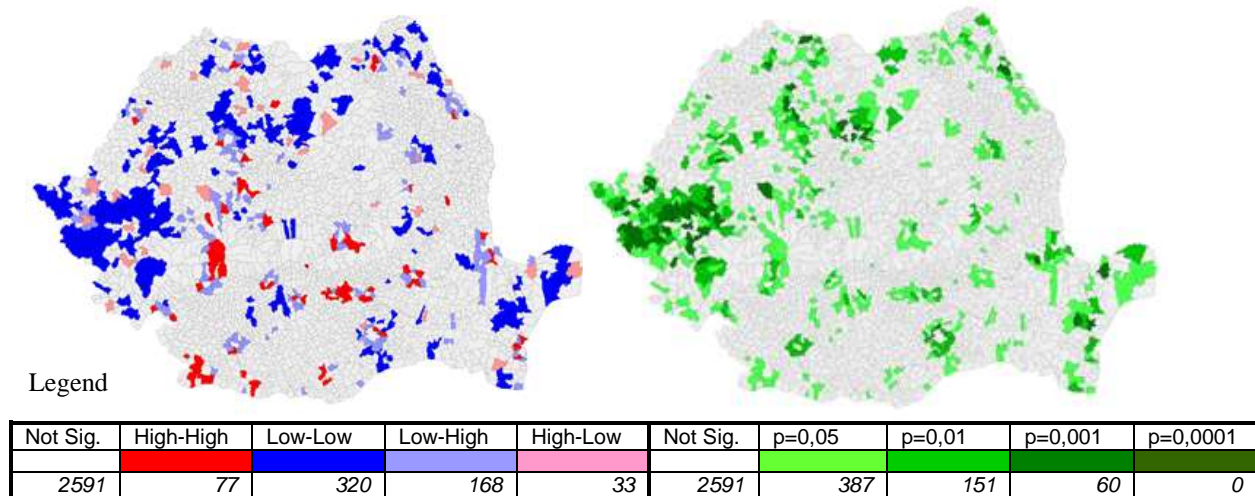 Legend
Not Sig. High-High Low-Low Low-High High-Low Not Sig. p=0,05 p=0,01 p=0,001 p=0,0001
2591 77 320 168 33 2591 387 151 60 0